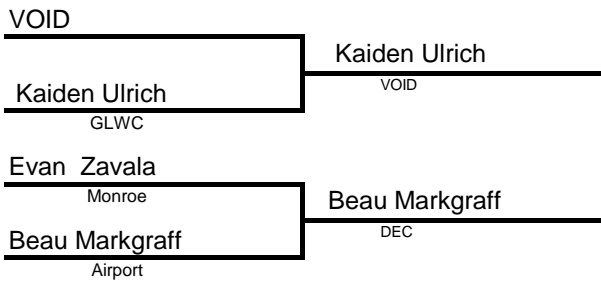 VOID
Kaiden Ulrich
VOID
Kaiden Ulrich
GLWC
Evan  Zavala
Monroe
Beau Markgraff
DEC
Beau Markgraff
Airport